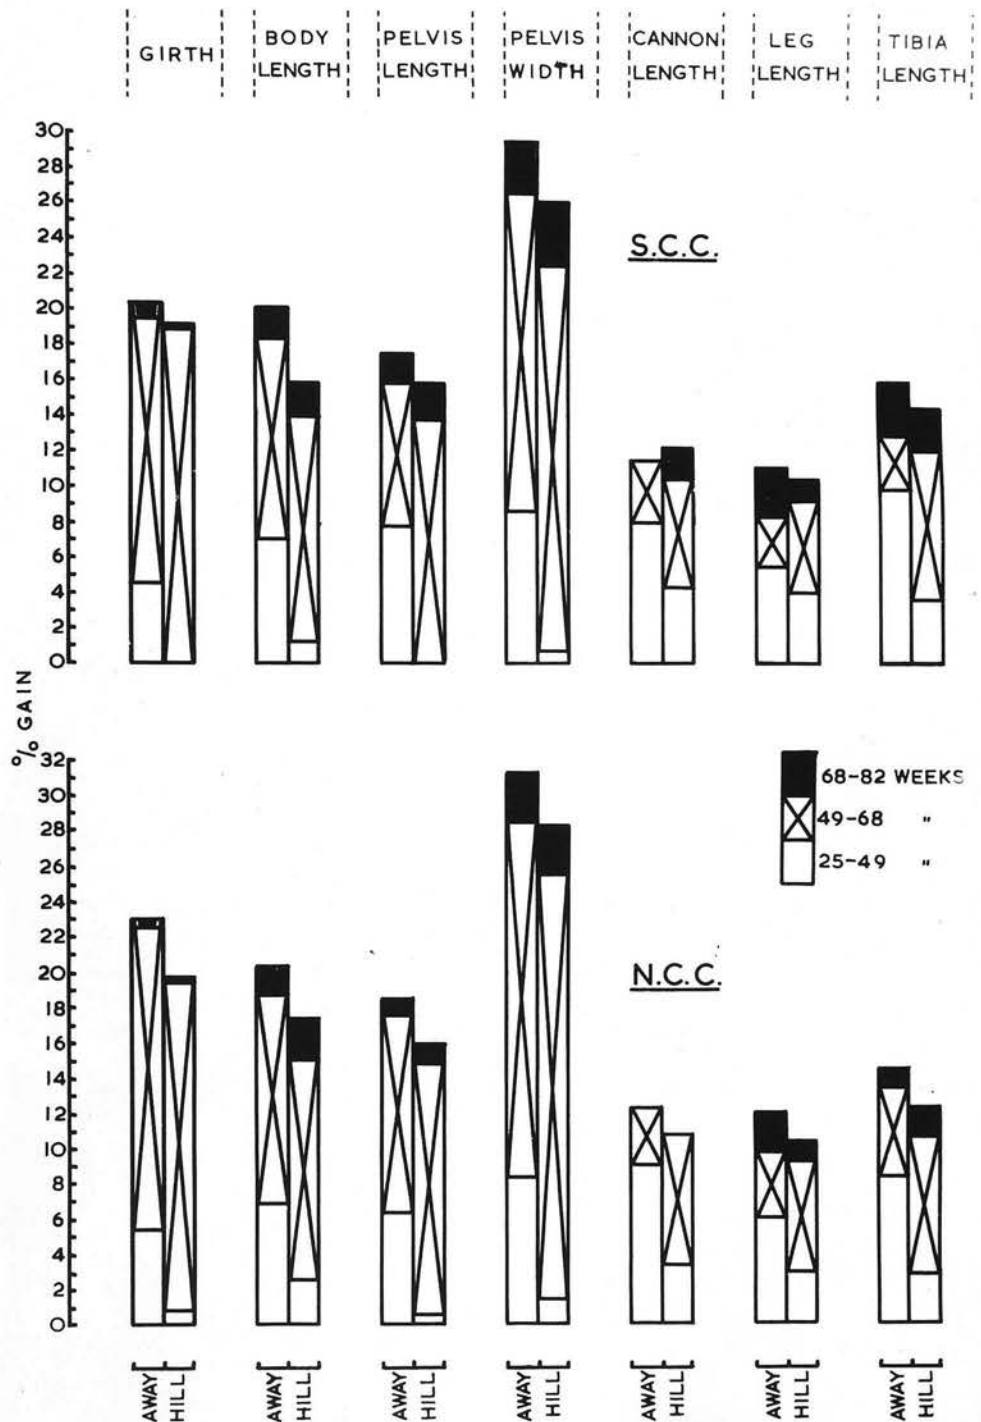 GIRTH
BODY
LENGTH
PELVIS
LENGTH
PELVIS
WIDTH
CANNON
LENGTH
LEG
LENGTH
TIBIA
LENGTH
30
28
26
24
22
20
18
16
14
12
10
8
6
4
2
0
S.C.C.
% GAIN
32
30
28
26
24
22
20
18
16
14
12
10
8
6
4
2
0
68-82 WEEKS
49-68 "
25-49 "
N.C.C.
AWAY
HILL
AWAY
HILL
AWAY
HILL
AWAY
HILL
AWAY
HILL
AWAY
HILL
AWAY
HILL